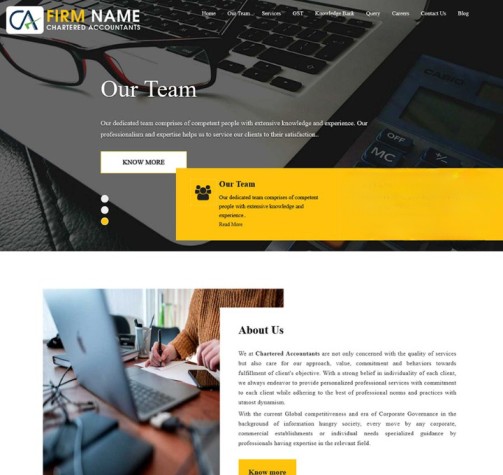 CA FIRM NAME
CHARTERED ACCOUNTANTS
Home Our Team Services GST Knowledge Bank Query Careers Contact Us Blog
Our Team
Our dedicated team comprises of competent people with extensive knowledge and experience. Our
professionalism and expertise helps us to service our clients to their satisfaction..
KNOW MORE
CASIO
MC
OFF
Our Team
Our dedicated team comprises of competent
people with extensive knowledge and
experience..
Read More
About Us
We at Chartered Accountants are not only concerned with the quality of services
but also care for our approach, value, commitment and behaviors towards
fulfillment of client's objective. With a strong belief in individuality of each client,
we always endeavor to provide personalized professional services with commitment
to each client while adhering to the best of professional norms and practices with
utmost dynamism.
With the current Global competitiveness and era of Corporate Governance in the
background of information hungry society, every move by any corporate,
commercial establishments or individual needs specialized guidance by
professionals having expertise in the relevant field.
Know more